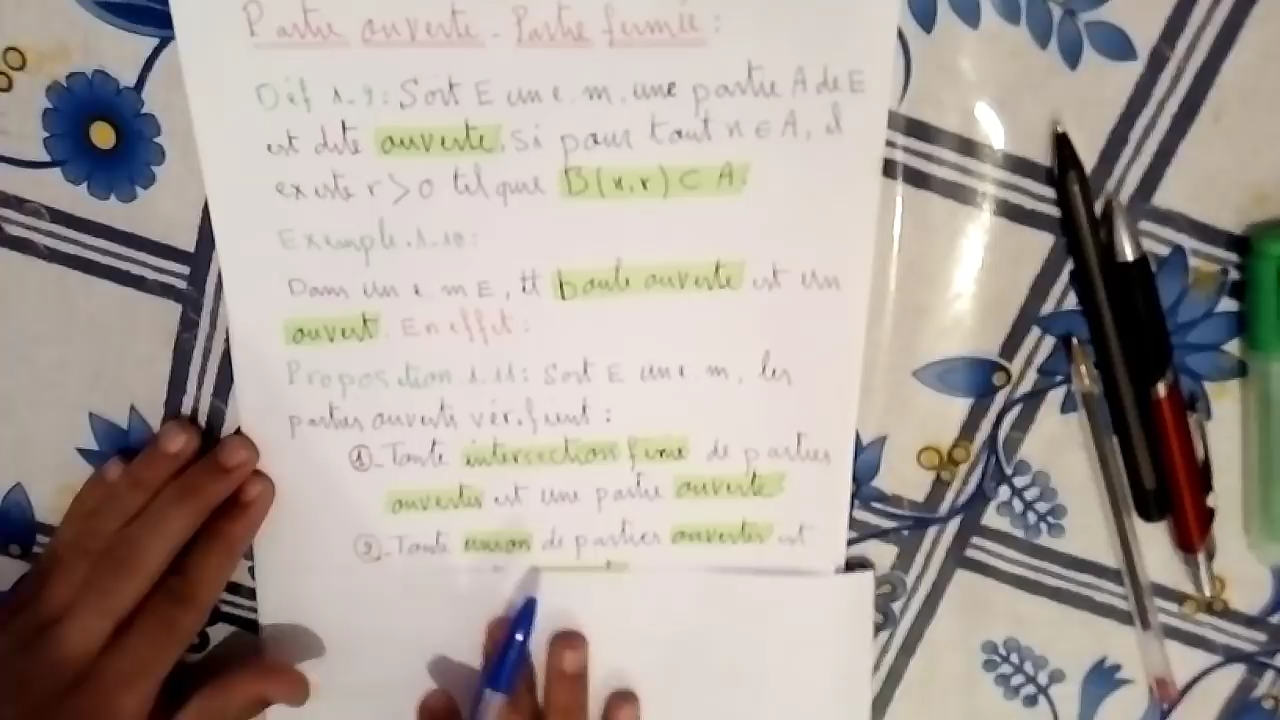 Partie ouverte - Partie fermée :
Déf 1-9 : Soit E un e.m. une partie A de E
est dite ouverte. Si pour tout x ∈ A, il
existe r > 0 tel que B(x,r) ⊂ A.
Exemple 1-10 :
Dans un e m E, tt boule ouverte est un
ouvert. En effet :
Proposition 1.11 : Soit E un e.m, les
parties ouverts vérifient :
① - Toute intersection finie de parties
ouvertes est une partie ouverte
② - Toute union de parties ouvertes est